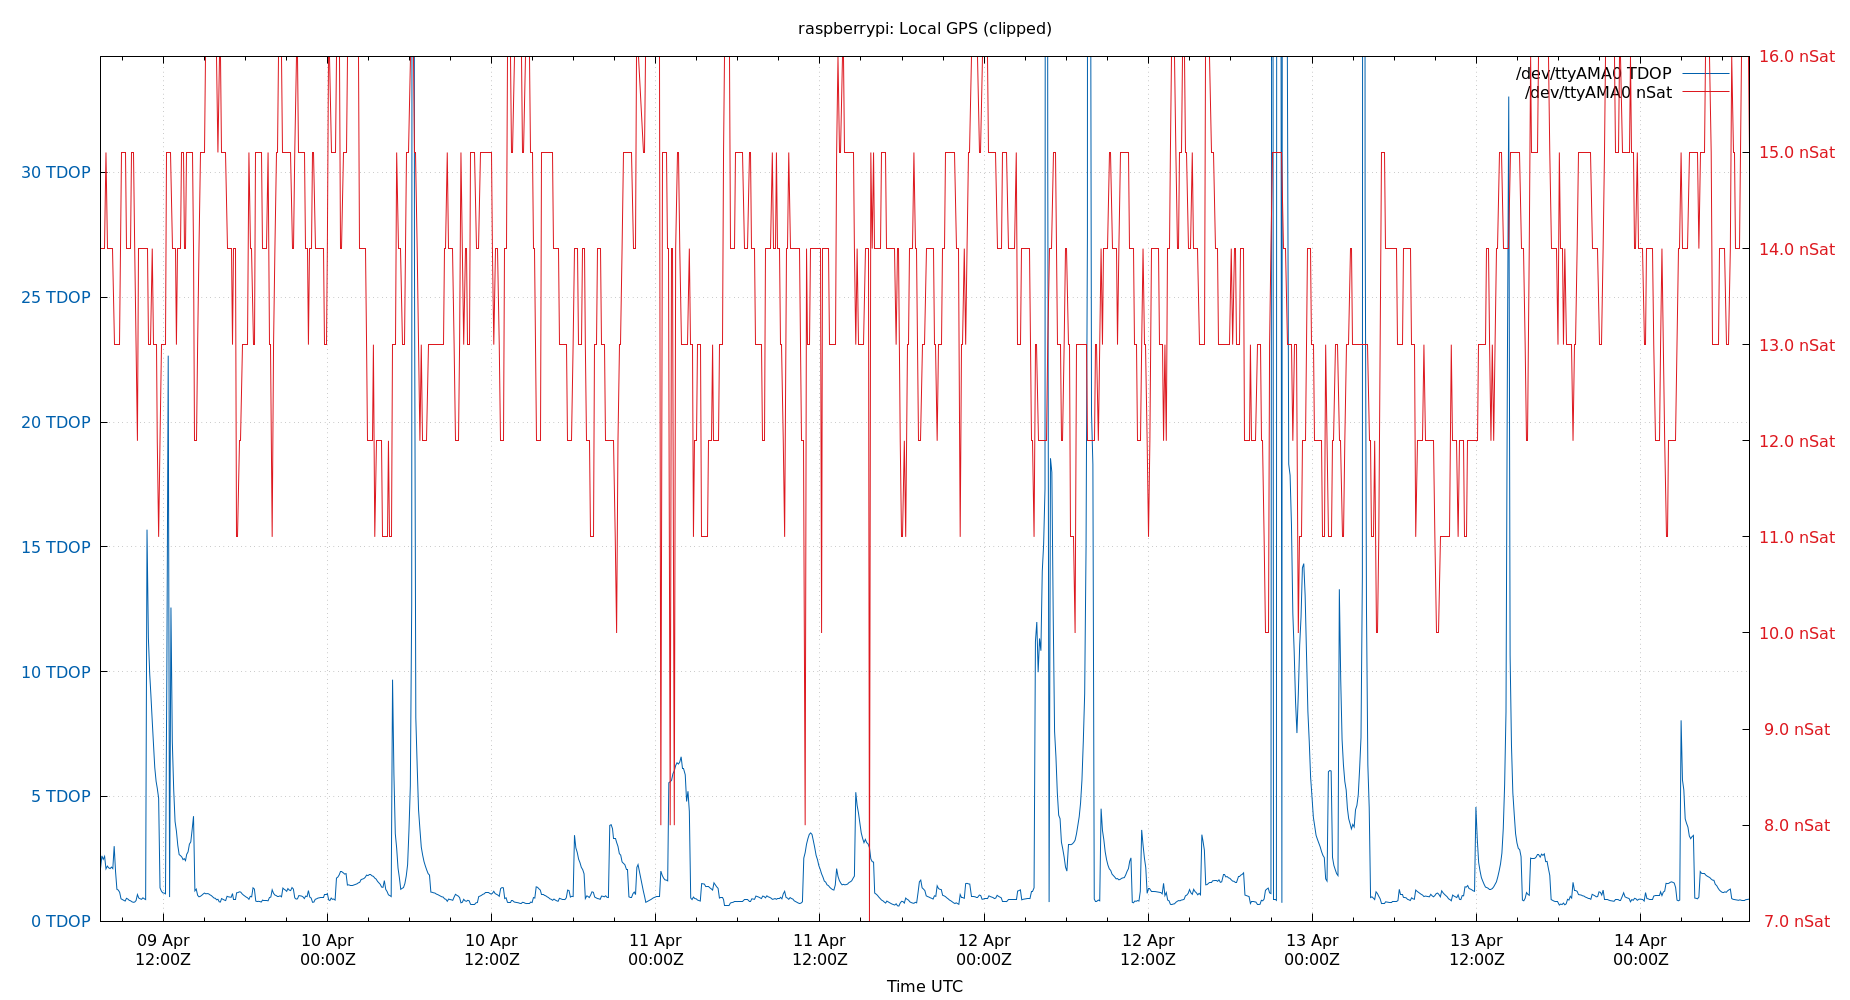 raspberrypi: Local GPS (clipped)
/dev/ttyAMA0 TDOP
/dev/ttyAMA0 nSat
30 TDOP
25 TDOP
20 TDOP
15 TDOP
10 TDOP
5 TDOP
0 TDOP
16.0 nSat
15.0 nSat
14.0 nSat
13.0 nSat
12.0 nSat
11.0 nSat
10.0 nSat
9.0 nSat
8.0 nSat
7.0 nSat
09 Apr
12:00Z
10 Apr
00:00Z
10 Apr
12:00Z
11 Apr
00:00Z
11 Apr
12:00Z
12 Apr
00:00Z
12 Apr
12:00Z
13 Apr
00:00Z
13 Apr
12:00Z
14 Apr
00:00Z
Time UTC